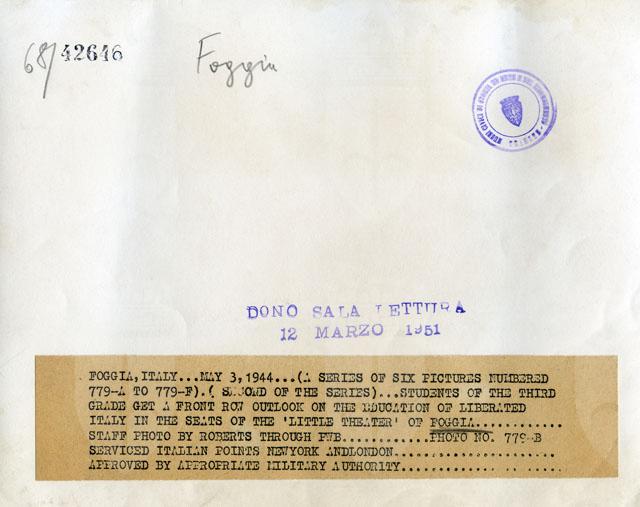 68/42646
Foggia
DONO SALA LETTURA
12 MARZO 1951
FOGGIA, ITALY...MAY 3,1944...(A SERIES OF SIX PICTURES NUMBERED
779-A TO 779-F).( SECOND OF THE SERIES)...STUDENTS OF THE THIRD
GRADE GET A FRONT ROW OUTLOOK ON THE EDUCATION OF LIBERATED
ITALY IN THE SEATS OF THE 'LITTLE THEATER' OF FOGGIA............
STAFF PHOTO BY ROBERTS THROUGH PWB............PHOTO NO. 779-B
SERVICED ITALIAN POINTS NEWYORK ANDLONDON......................
APPROVED BY APPROPRIATE MILITARY AUTHORITY......................